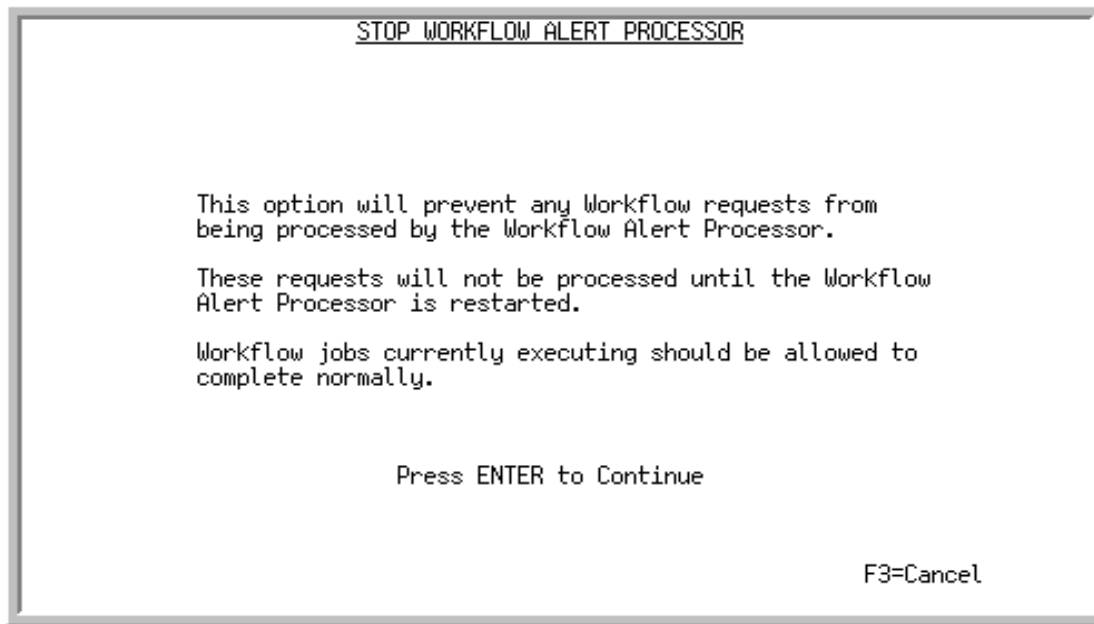 STOP WORKFLOW ALERT PROCESSOR
This option will prevent any Workflow requests from
being processed by the Workflow Alert Processor.
These requests will not be processed until the Workflow
Alert Processor is restarted.
Workflow jobs currently executing should be allowed to
complete normally.
Press ENTER to Continue
F3=Cancel